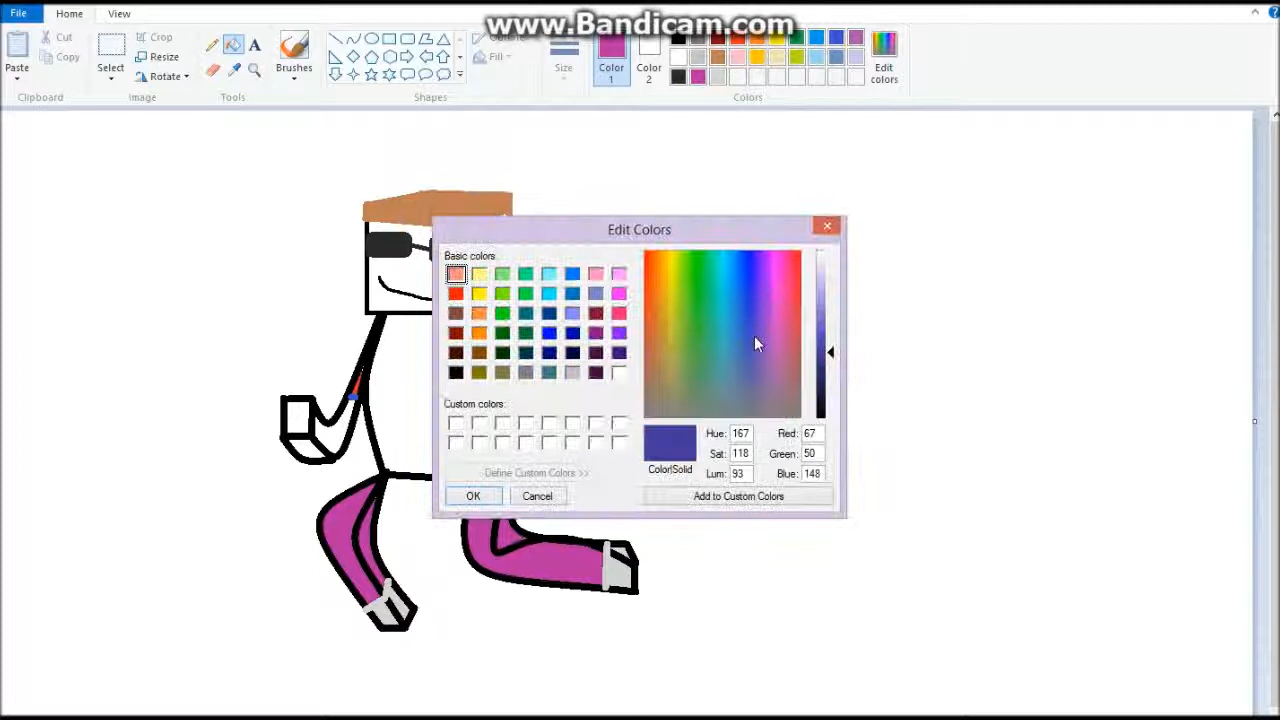 www.Bandicam.com
File Home View
Paste Cut Copy
Clipboard
Select Crop Resize Rotate
Image
Tools
Brushes
Outline Fill
Shapes
Size
Color 1
Color 2
Edit colors
Colors
Edit Colors
Basic colors:
Custom colors:
Define Custom Colors >>
OK Cancel
Color|Solid
Hue: 167 Red: 67
Sat: 118 Green: 50
Lum: 93 Blue: 148
Add to Custom Colors